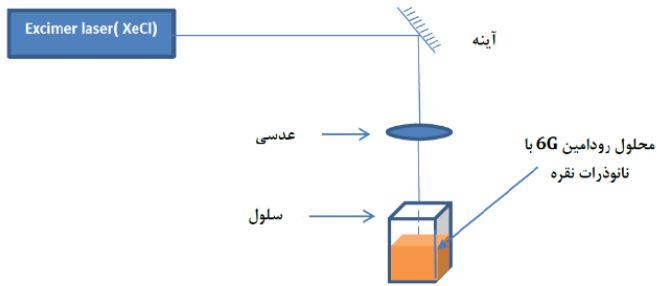 Excimer laser( XeCl)
آینه
عدسی
محلول رودامین 6G با
نانوذرات نقره
سلول